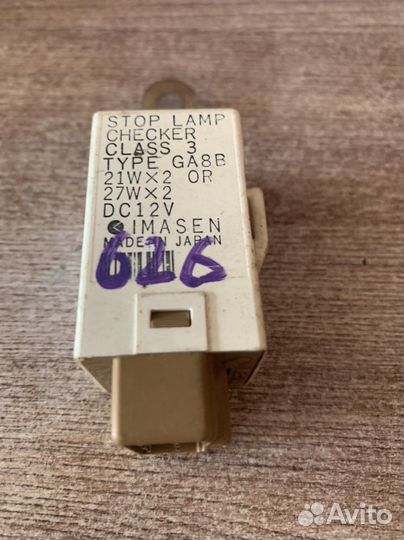 STOP LAMP
CHECKER
CLASS 3
TYPE GA8B
21W×2 OR
27W×2
DC12V
IMASEN
MADE IN JAPAN
626
Avito